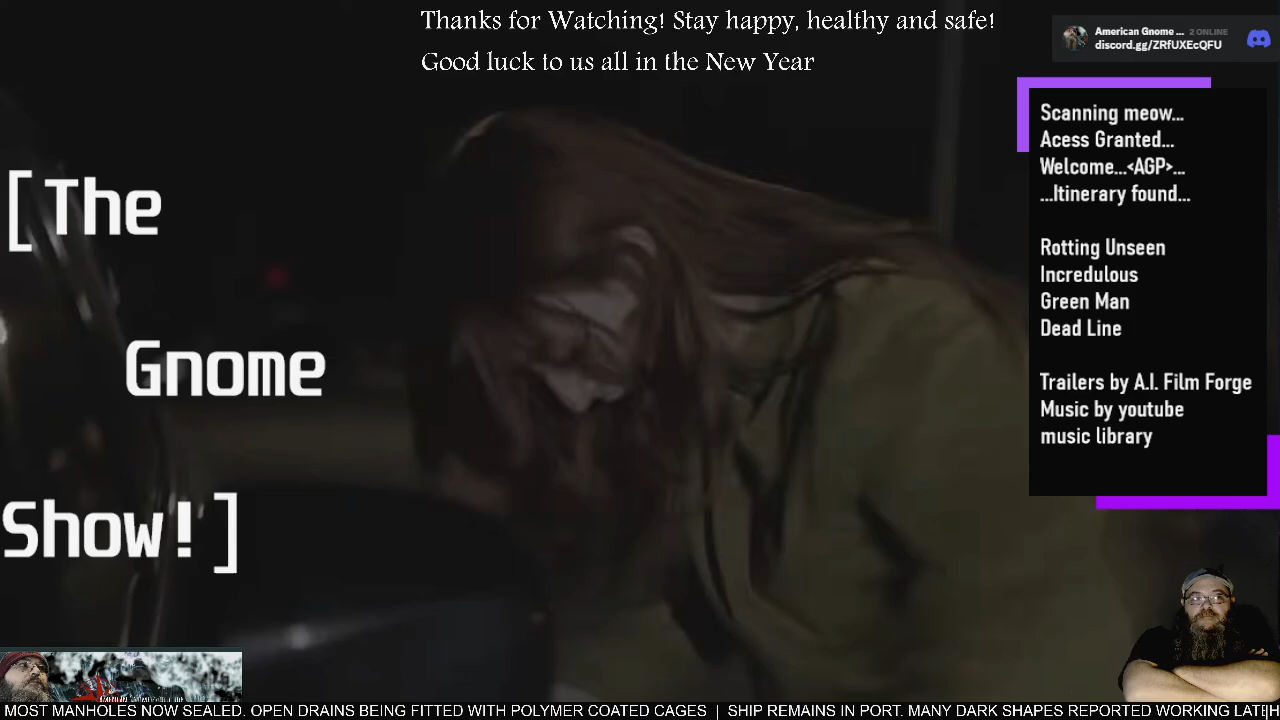 Thanks for Watching! Stay happy, healthy and safe!
Good luck to us all in the New Year
American Gnome ... 2 ONLINE
discord.gg/ZRfUXEcQFU
[The
Gnome
Show!]
Scanning meow...
Acess Granted...
Welcome...<AGP>...
...Itinerary found...
Rotting Unseen
Incredulous
Green Man
Dead Line
Trailers by A.I. Film Forge
Music by youtube
music library
MOST MANHOLES NOW SEALED. OPEN DRAINS BEING FITTED WITH POLYMER COATED CAGES | SHIP REMAINS IN PORT. MANY DARK SHAPES REPORTED WORKING